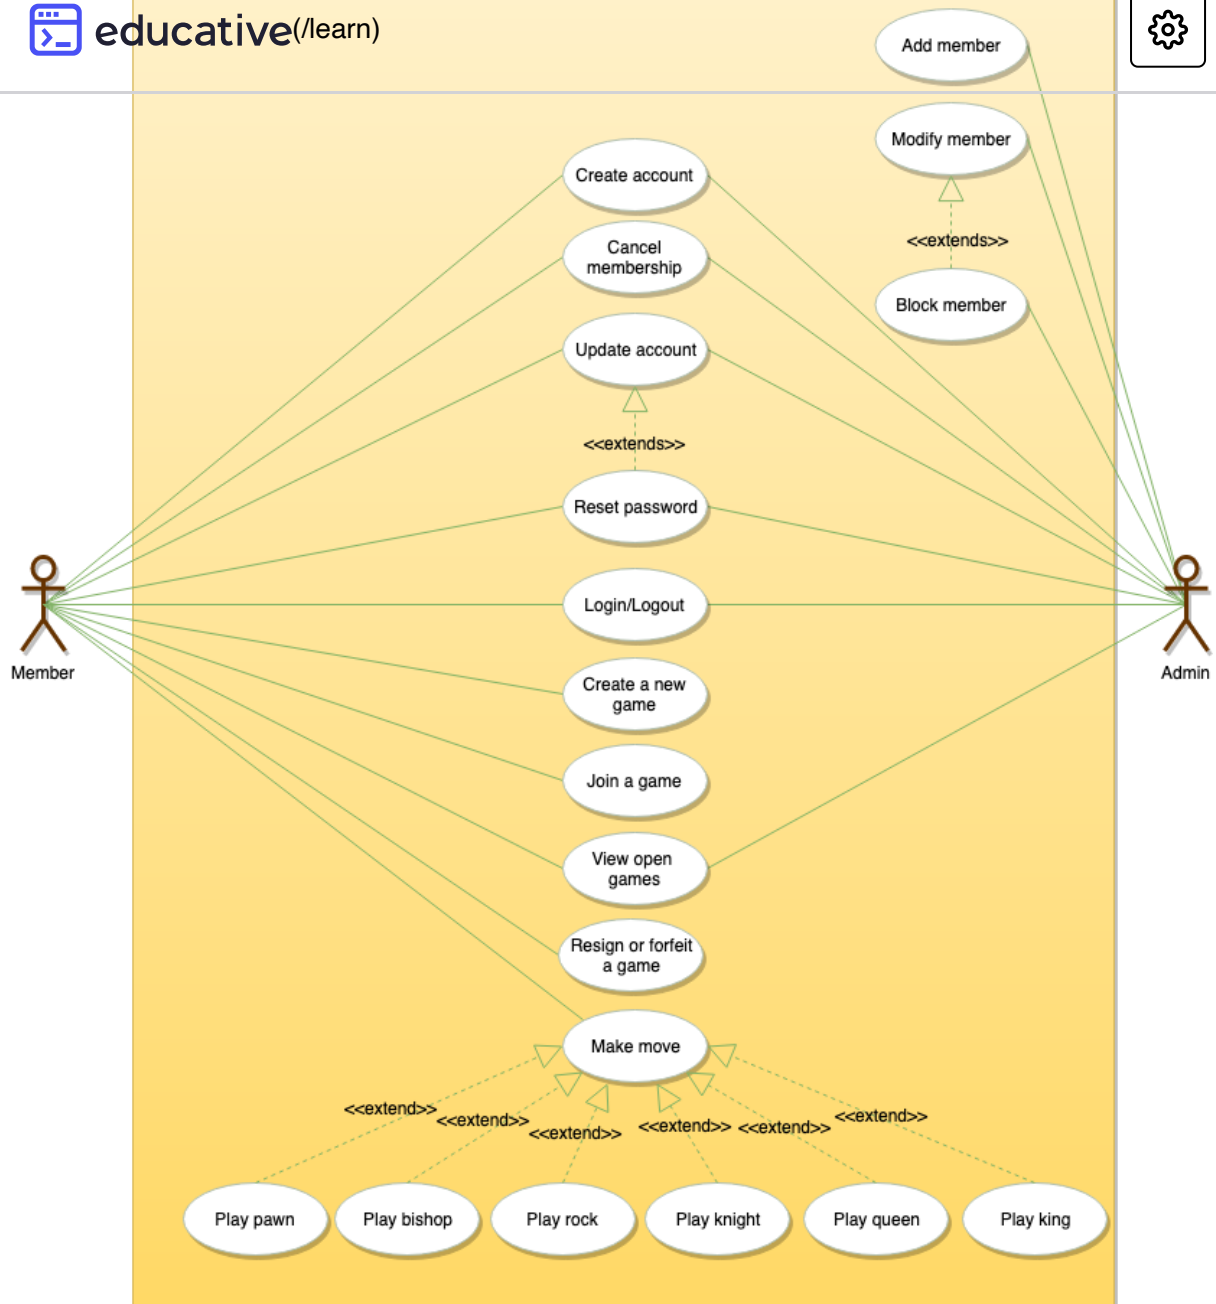 educative(/learn)
Add member
Modify member
Create account
<<extends>>
Cancel
membership
Block member
Update account
<<extends>>
Reset password
Login/Logout
Member
Admin
Create a new
game
Join a game
View open
games
Resign or forfeit
a game
Make move
<<extend>>
<<extend>>
<<extend>>
<<extend>>
<<extend>>
<<extend>>
Play pawn
Play bishop
Play rock
Play knight
Play queen
Play king